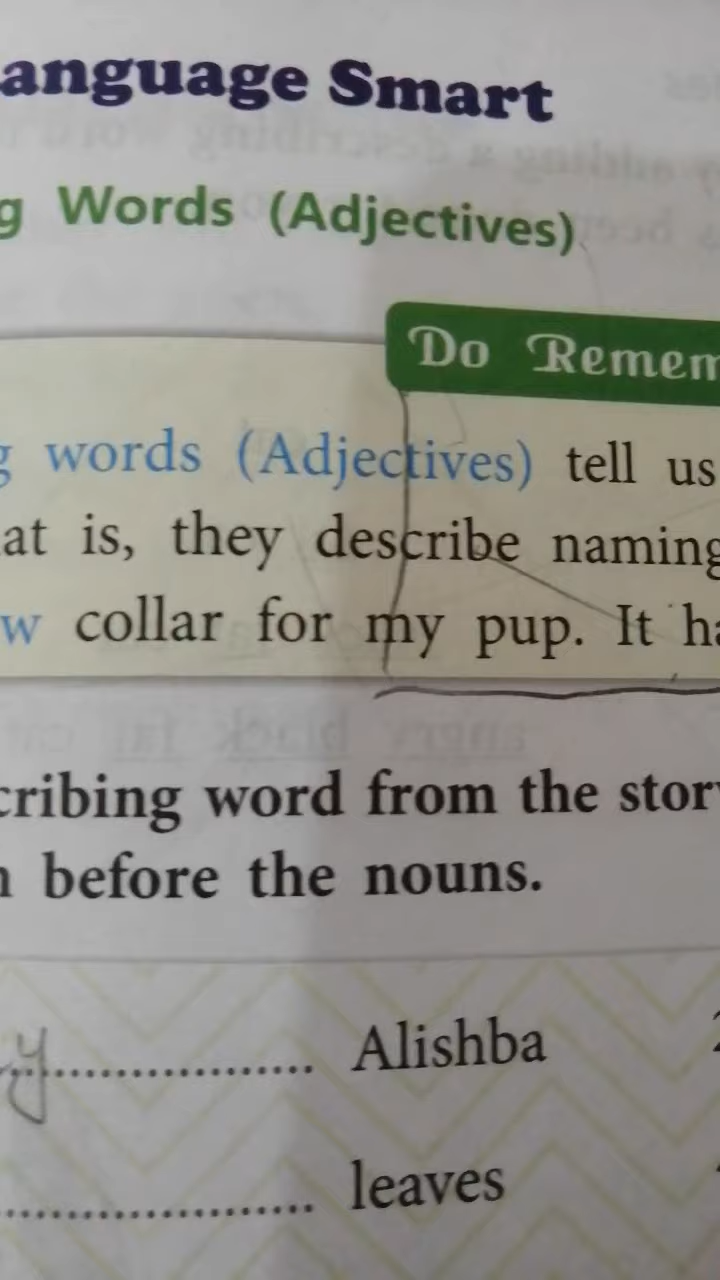 anguage Smart
g Words (Adjectives)
Do Remem
g words (Adjectives) tell us
at is, they describe naming
w collar for my pup. It ha
cribing word from the story
n before the nouns.
y.................. Alishba
.................. leaves